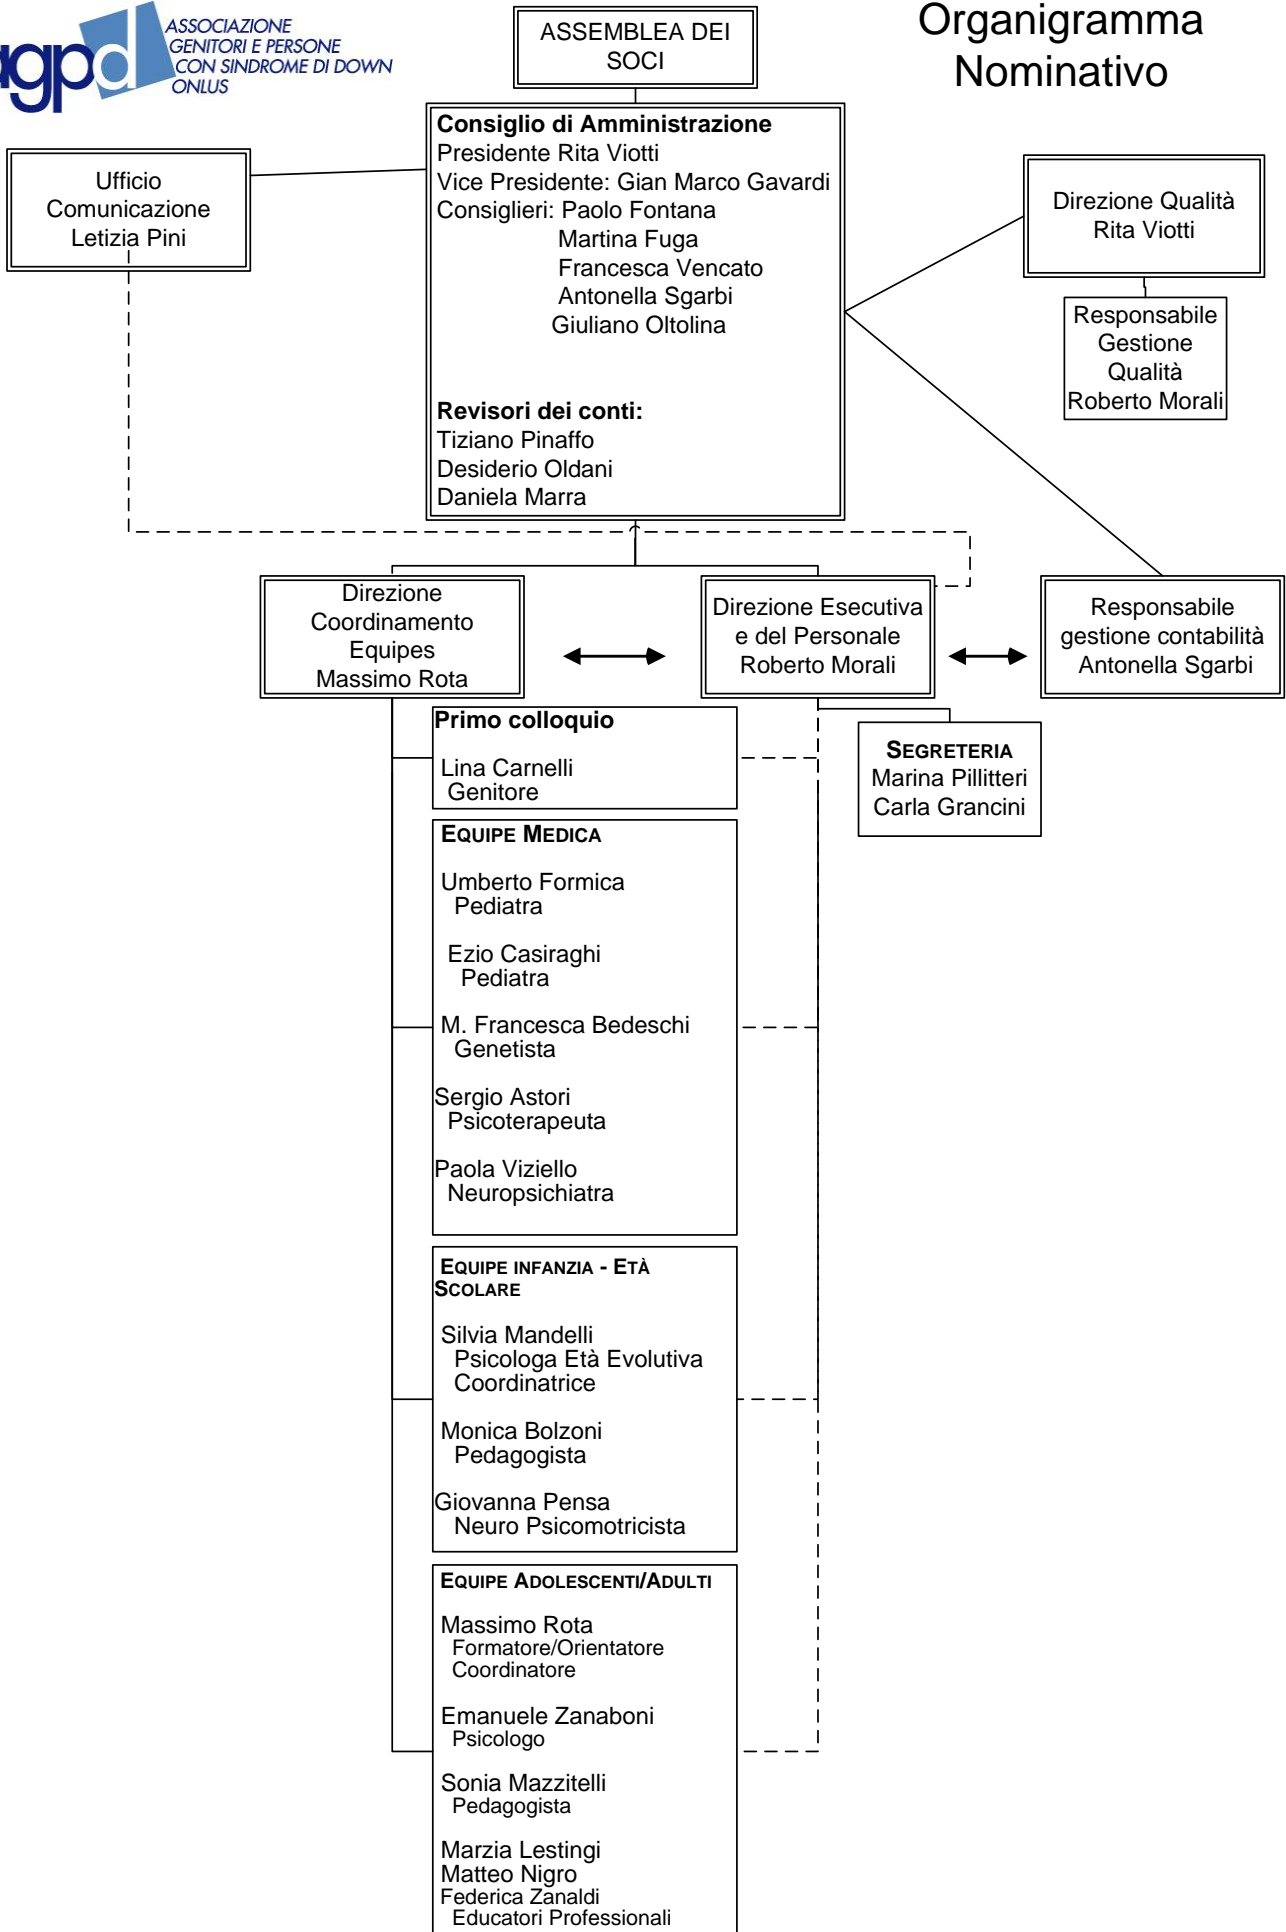 agpd
ASSOCIAZIONE
GENITORI E PERSONE
CON SINDROME DI DOWN
ONLUS
Organigramma
Nominativo
ASSEMBLEA DEI
SOCI
Consiglio di Amministrazione
Presidente Rita Viotti
Vice Presidente: Gian Marco Gavardi
Consiglieri: Paolo Fontana
Martina Fuga
Francesca Vencato
Antonella Sgarbi
Giuliano Oltolina
Revisori dei conti:
Tiziano Pinaffo
Desiderio Oldani
Daniela Marra
Ufficio
Comunicazione
Letizia Pini
Direzione Qualità
Rita Viotti
Responsabile
Gestione
Qualità
Roberto Morali
Direzione
Coordinamento
Equipes
Massimo Rota
Direzione Esecutiva
e del Personale
Roberto Morali
Responsabile
gestione contabilità
Antonella Sgarbi
SEGRETERIA
Marina Pillitteri
Carla Grancini
Primo colloquio
Lina Carnelli
Genitore
EQUIPE MEDICA
Umberto Formica
Pediatra
Ezio Casiraghi
Pediatra
M. Francesca Bedeschi
Genetista
Sergio Astori
Psicoterapeuta
Paola Viziello
Neuropsichiatra
EQUIPE INFANZIA - ETÀ
SCOLARE
Silvia Mandelli
Psicologa Età Evolutiva
Coordinatrice
Monica Bolzoni
Pedagogista
Giovanna Pensa
Neuro Psicomotricista
EQUIPE ADOLESCENTI/ADULTI
Massimo Rota
Formatore/Orientatore
Coordinatore
Emanuele Zanaboni
Psicologo
Sonia Mazzitelli
Pedagogista
Marzia Lestingi
Matteo Nigro
Federica Zanaldi
Educatori Professionali